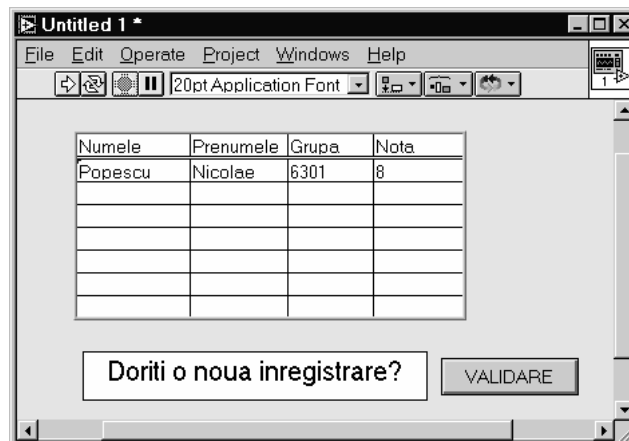 Untitled 1 *
File Edit Operate Project Windows Help
20pt Application Font
1
Numele Prenumele Grupa Nota
Popescu Nicolae 6301 8
Doriti o noua inregistrare? VALIDARE